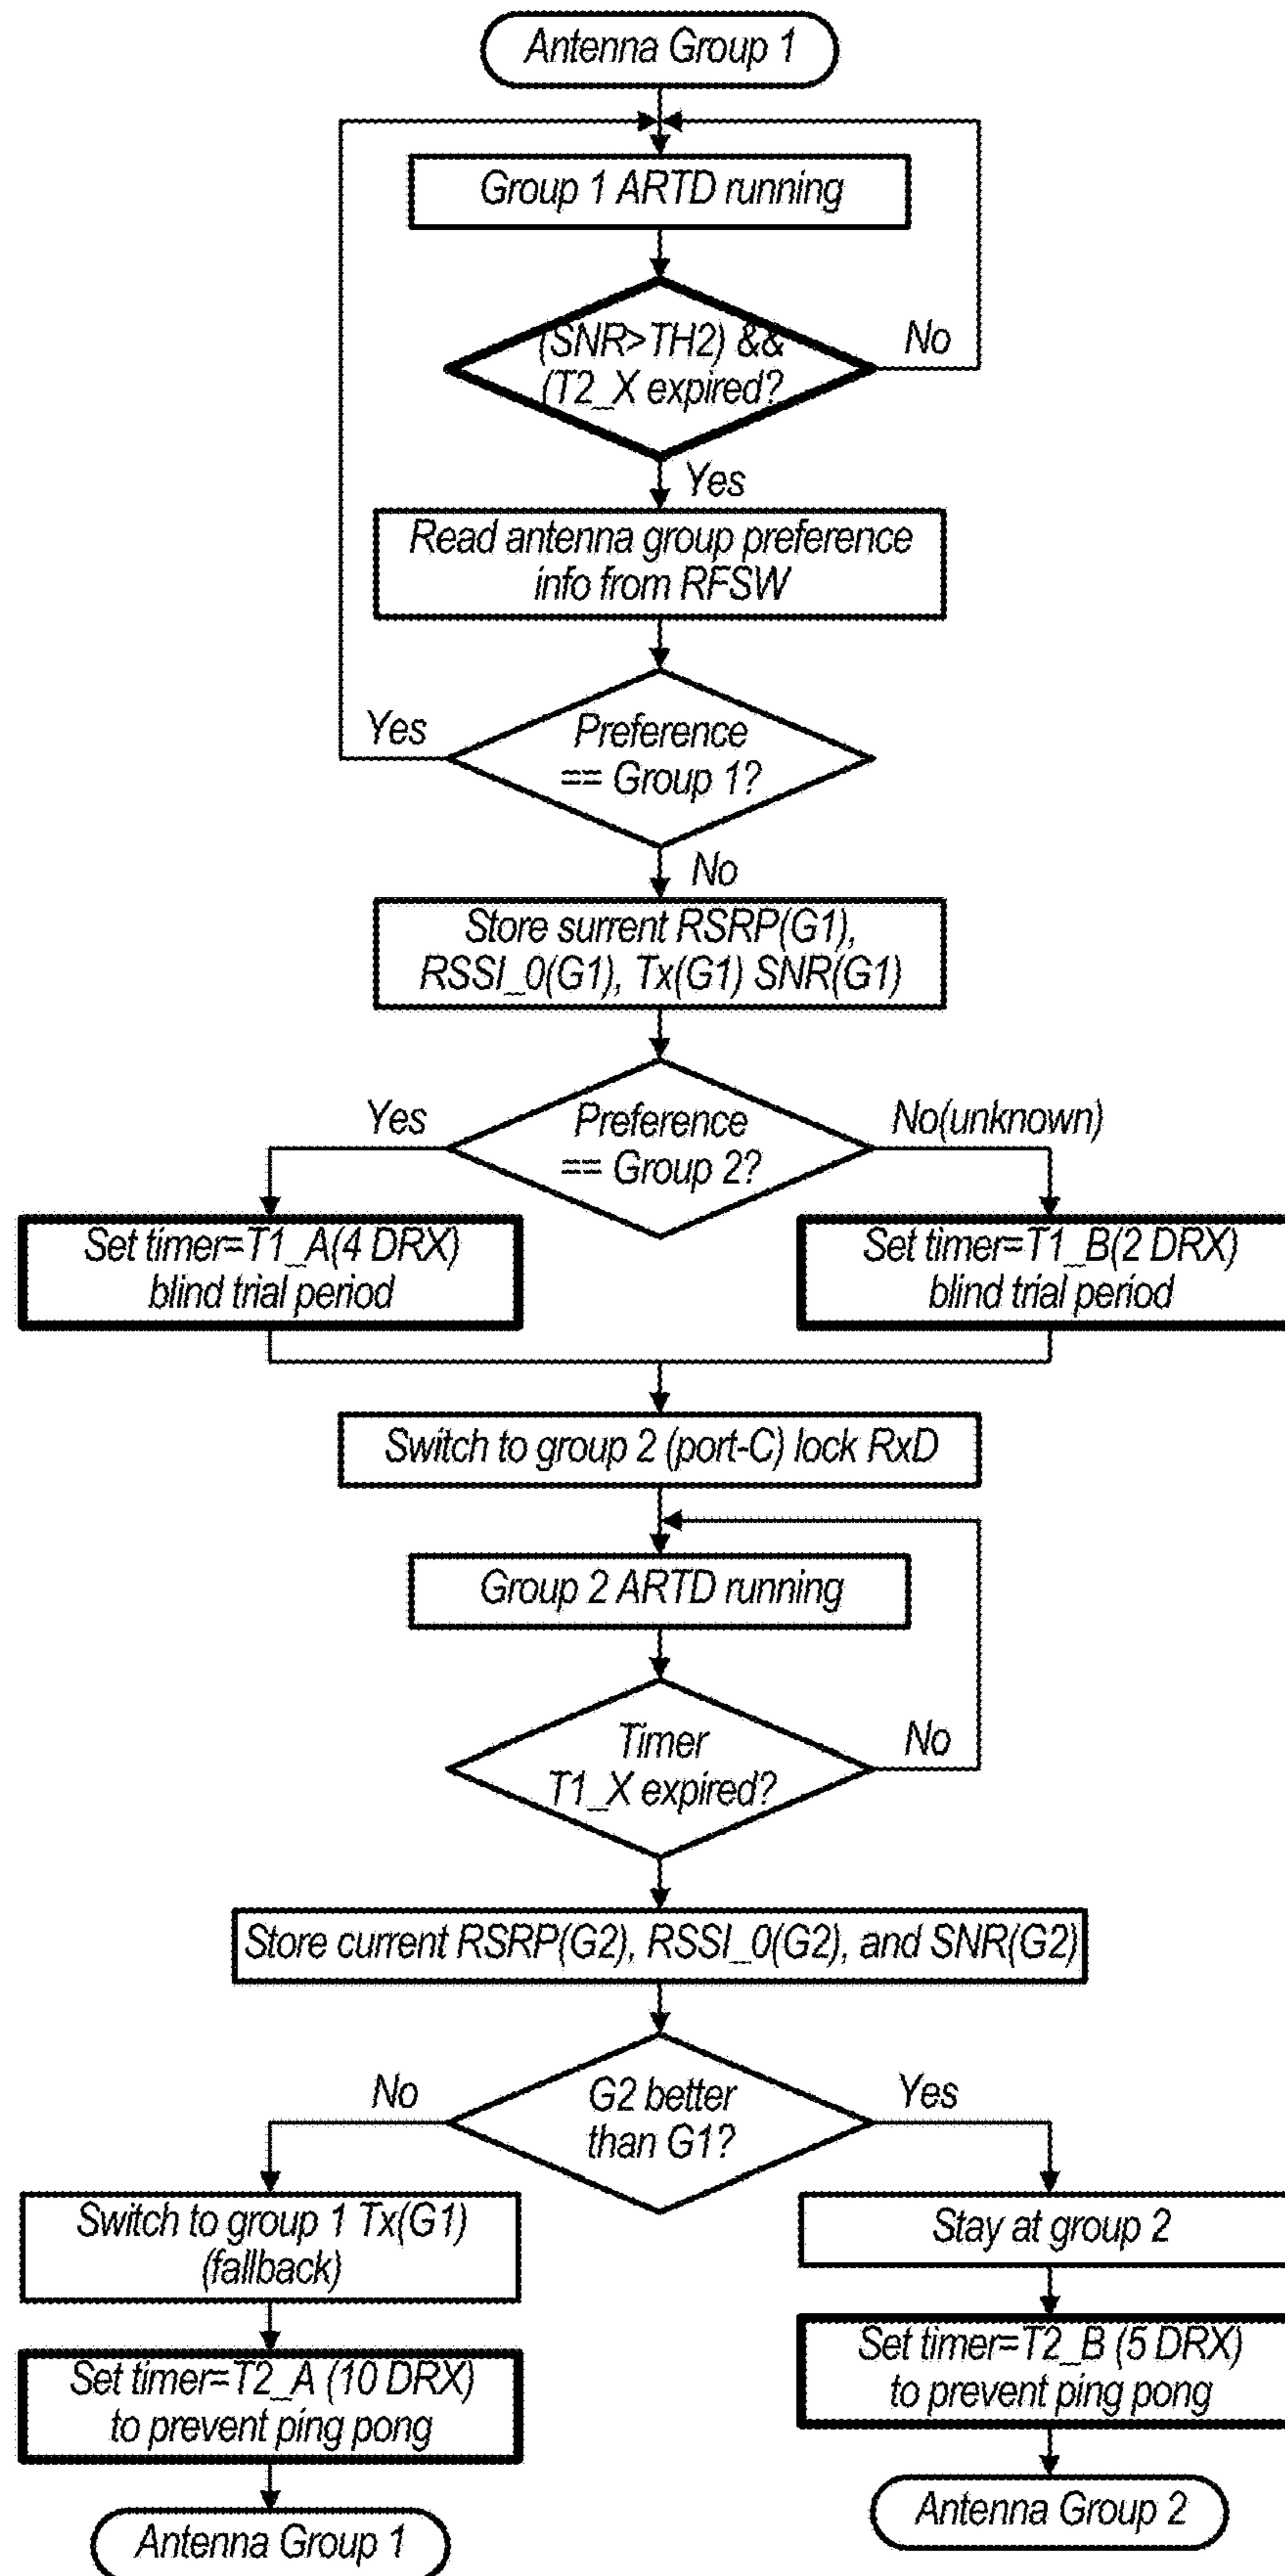 Antenna Group 1
Group 1 ARTD running
(SNR>TH2) &&
(T2_X expired?
No
Yes
Read antenna group preference
info from RFSW
Preference
== Group 1?
Yes
No
Store surrent RSRP(G1),
RSSI_0(G1), Tx(G1) SNR(G1)
Preference
== Group 2?
Yes
No(unknown)
Set timer=T1_A(4 DRX)
blind trial period
Set timer=T1_B(2 DRX)
blind trial period
Switch to group 2 (port-C) lock RxD
Group 2 ARTD running
Timer
T1_X expired?
No
Store current RSRP(G2), RSSI_0(G2), and SNR(G2)
G2 better
than G1?
No
Yes
Switch to group 1 Tx(G1)
(fallback)
Stay at group 2
Set timer=T2_A (10 DRX)
to prevent ping pong
Set timer=T2_B (5 DRX)
to prevent ping pong
Antenna Group 1
Antenna Group 2